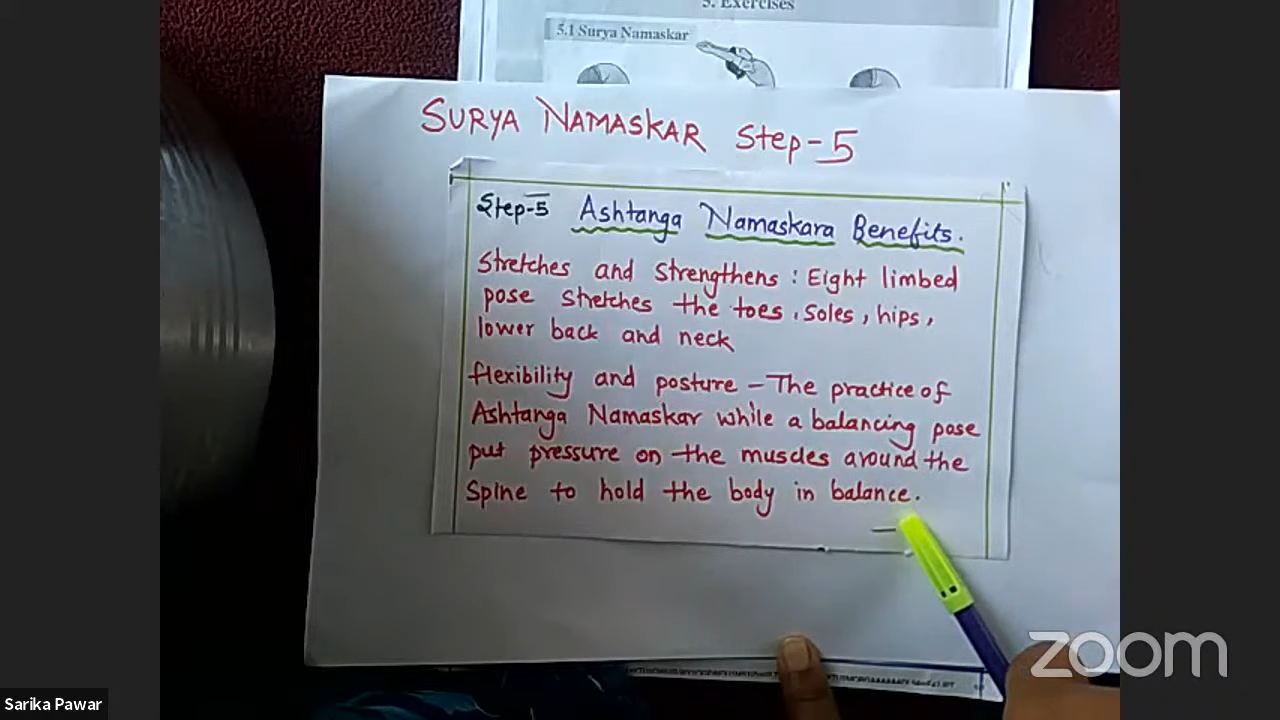 5. Exercises
5.1 Surya Namaskar
SURYA NAMASKAR Step-5
Step-5 Ashtanga Namaskara Benefits.
Stretches and strengthens : Eight limbed
pose stretches the toes, soles, hips,
lower back and neck
flexibility and posture - The practice of
Ashtanga Namaskar while a balancing pose
put pressure on the muscles around the
Spine to hold the body in balance.
zoom
Sarika Pawar